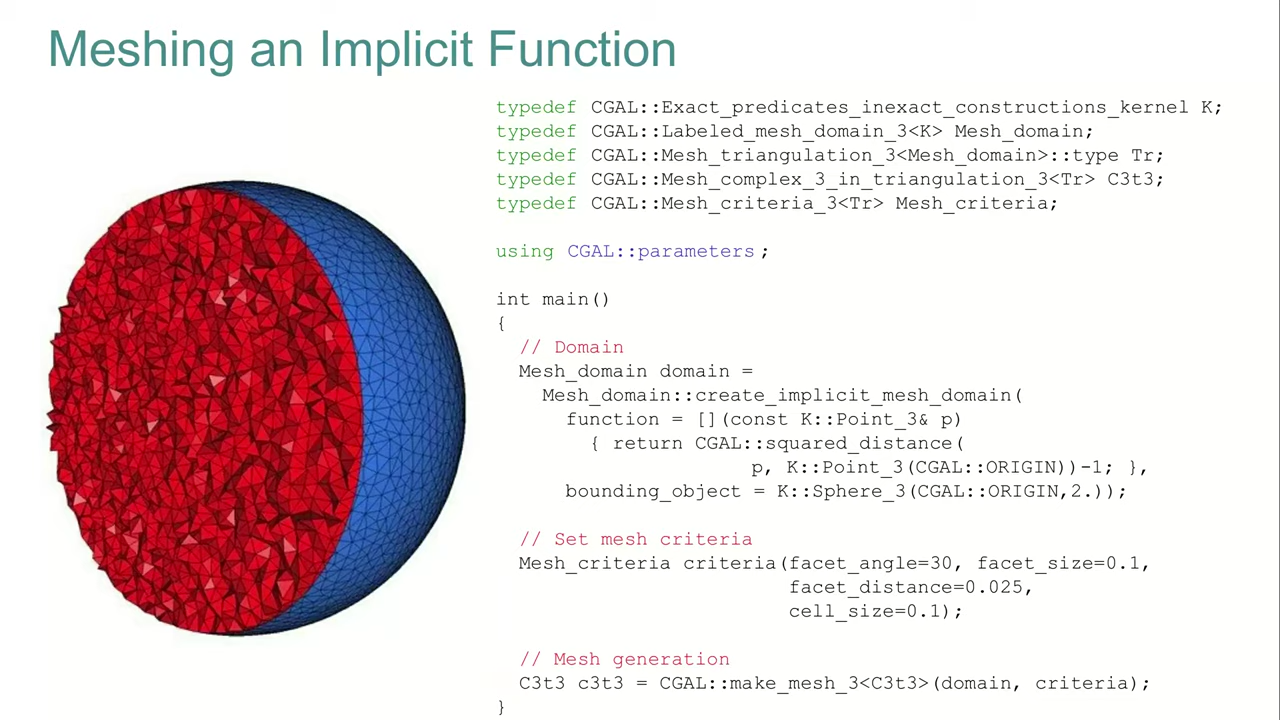 Meshing an Implicit Function
typedef CGAL::Exact_predicates_inexact_constructions_kernel K;
typedef CGAL::Labeled_mesh_domain_3<K> Mesh_domain;
typedef CGAL::Mesh_triangulation_3<Mesh_domain>::type Tr;
typedef CGAL::Mesh_complex_3_in_triangulation_3<Tr> C3t3;
typedef CGAL::Mesh_criteria_3<Tr> Mesh_criteria;
using CGAL::parameters ;
int main()
{
// Domain
Mesh_domain domain =
Mesh_domain::create_implicit_mesh_domain(
function = [](const K::Point_3& p)
{ return CGAL::squared_distance(
p, K::Point_3(CGAL::ORIGIN))-1; },
bounding_object = K::Sphere_3(CGAL::ORIGIN,2.));
// Set mesh criteria
Mesh_criteria criteria(facet_angle=30, facet_size=0.1,
facet_distance=0.025,
cell_size=0.1);
// Mesh generation
C3t3 c3t3 = CGAL::make_mesh_3<C3t3>(domain, criteria);
}